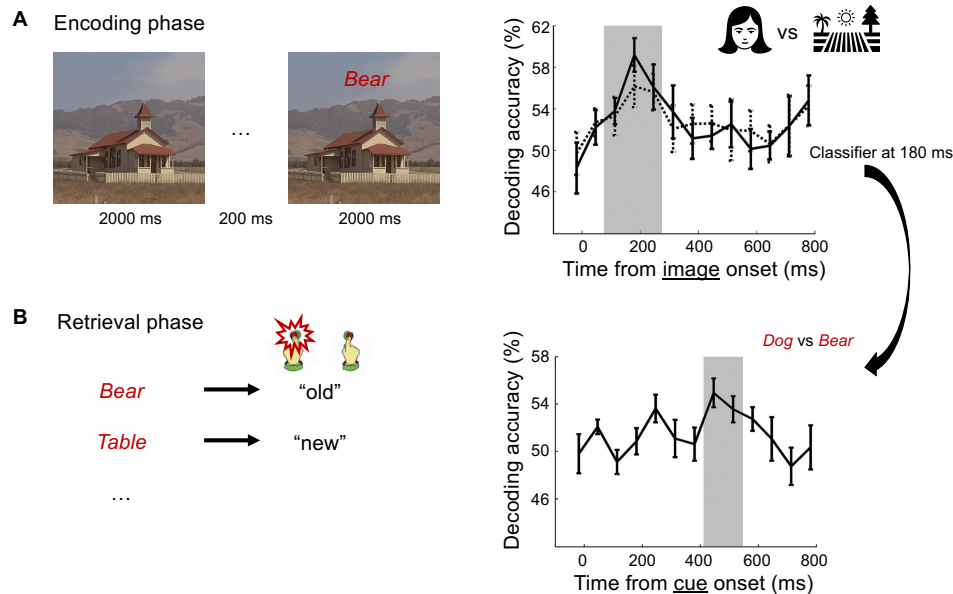 A Encoding phase
Bear
...
2000 ms 200 ms 2000 ms
Decoding accuracy (%)
62
58
54
50
46
vs
Classifier at 180 ms
0 200 400 600 800
Time from image onset (ms)
B Retrieval phase
Bear “old”
Table “new”
...
Dog vs Bear
Decoding accuracy (%)
58
54
50
46
0 200 400 600 800
Time from cue onset (ms)